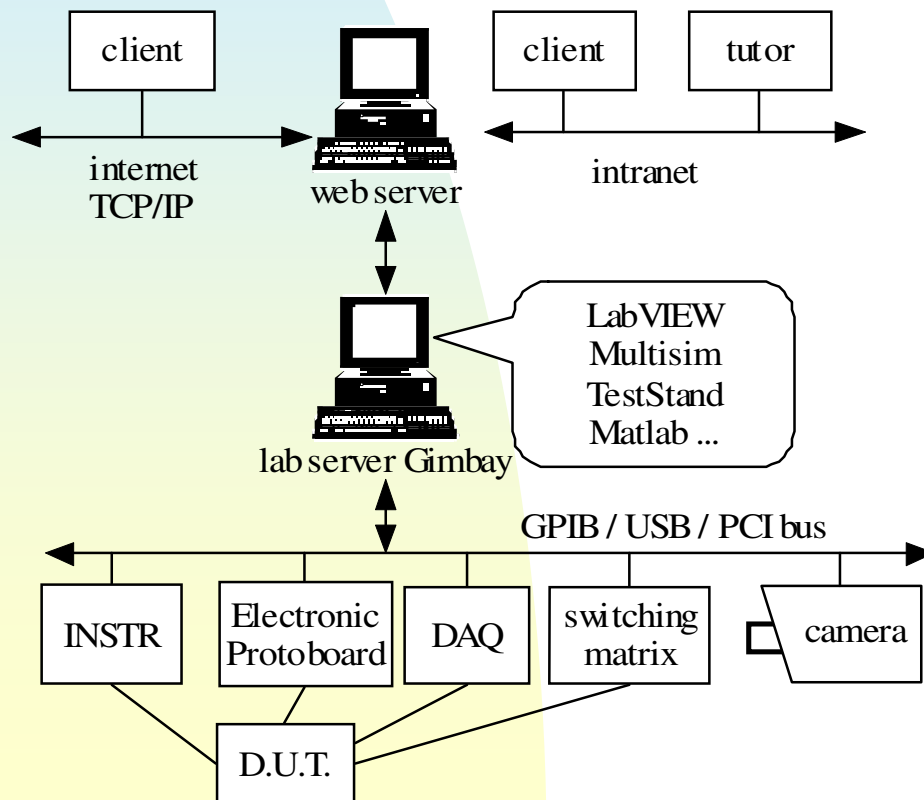 client
client
tutor
internet
TCP/IP
web server
intranet
LabVIEW
Multisim
TestStand
Matlab ...
lab server Gimbay
GPIB / USB / PCI bus
INSTR
Electronic
Protoboard
DAQ
switching
matrix
camera
D.U.T.